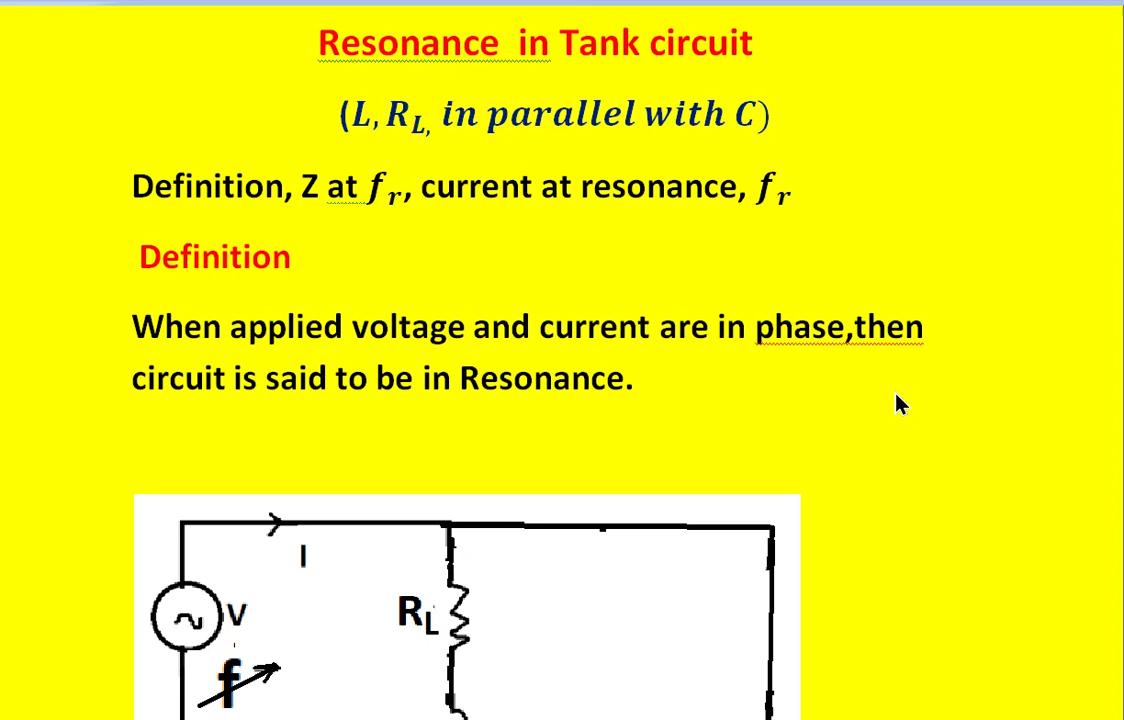 Resonance in Tank circuit
(L, R_L, in parallel with C)
Definition, Z at f_r, current at resonance, f_r
Definition
When applied voltage and current are in phase,then
circuit is said to be in Resonance.
I
V
R_L
f